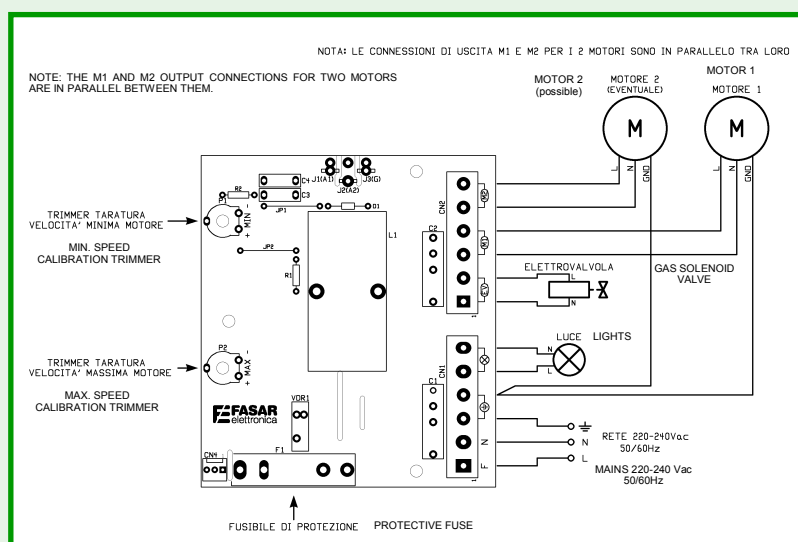 NOTA: LE CONNESSIONI DI USCITA M1 E M2 PER I 2 MOTORI SONO IN PARALLELO TRA LORO
NOTE: THE M1 AND M2 OUTPUT CONNECTIONS FOR TWO MOTORS
ARE IN PARALLEL BETWEEN THEM.
MOTOR 2
(possible)
MOTORE 2
(EVENTUALE)
MOTOR 1
MOTORE 1
M
M
L
N
GND
L
N
GND
R2
C4
C3
J1(A1)
J3(G)
J2(A2)
P1
- MIN +
JP1
D1
JP2
R1
L1
CN2
C2
M2
M1
EV
1
TRIMMER TARATURA
VELOCITA' MINIMA MOTORE
MIN. SPEED
CALIBRATION TRIMMER
ELETTROVALVOLA
L
N
GAS SOLENOID
VALVE
P2
- MAX +
TRIMMER TARATURA
VELOCITA' MASSIMA MOTORE
MAX. SPEED
CALIBRATION TRIMMER
LUCE
LIGHTS
N
L
CN1
C1
N
F
1
FASAR
elettronica
VDR1
CN4
F1
N
L
RETE 220-240Vac
50/60Hz
MAINS 220-240 Vac
50/60Hz
FUSIBILE DI PROTEZIONE
PROTECTIVE FUSE